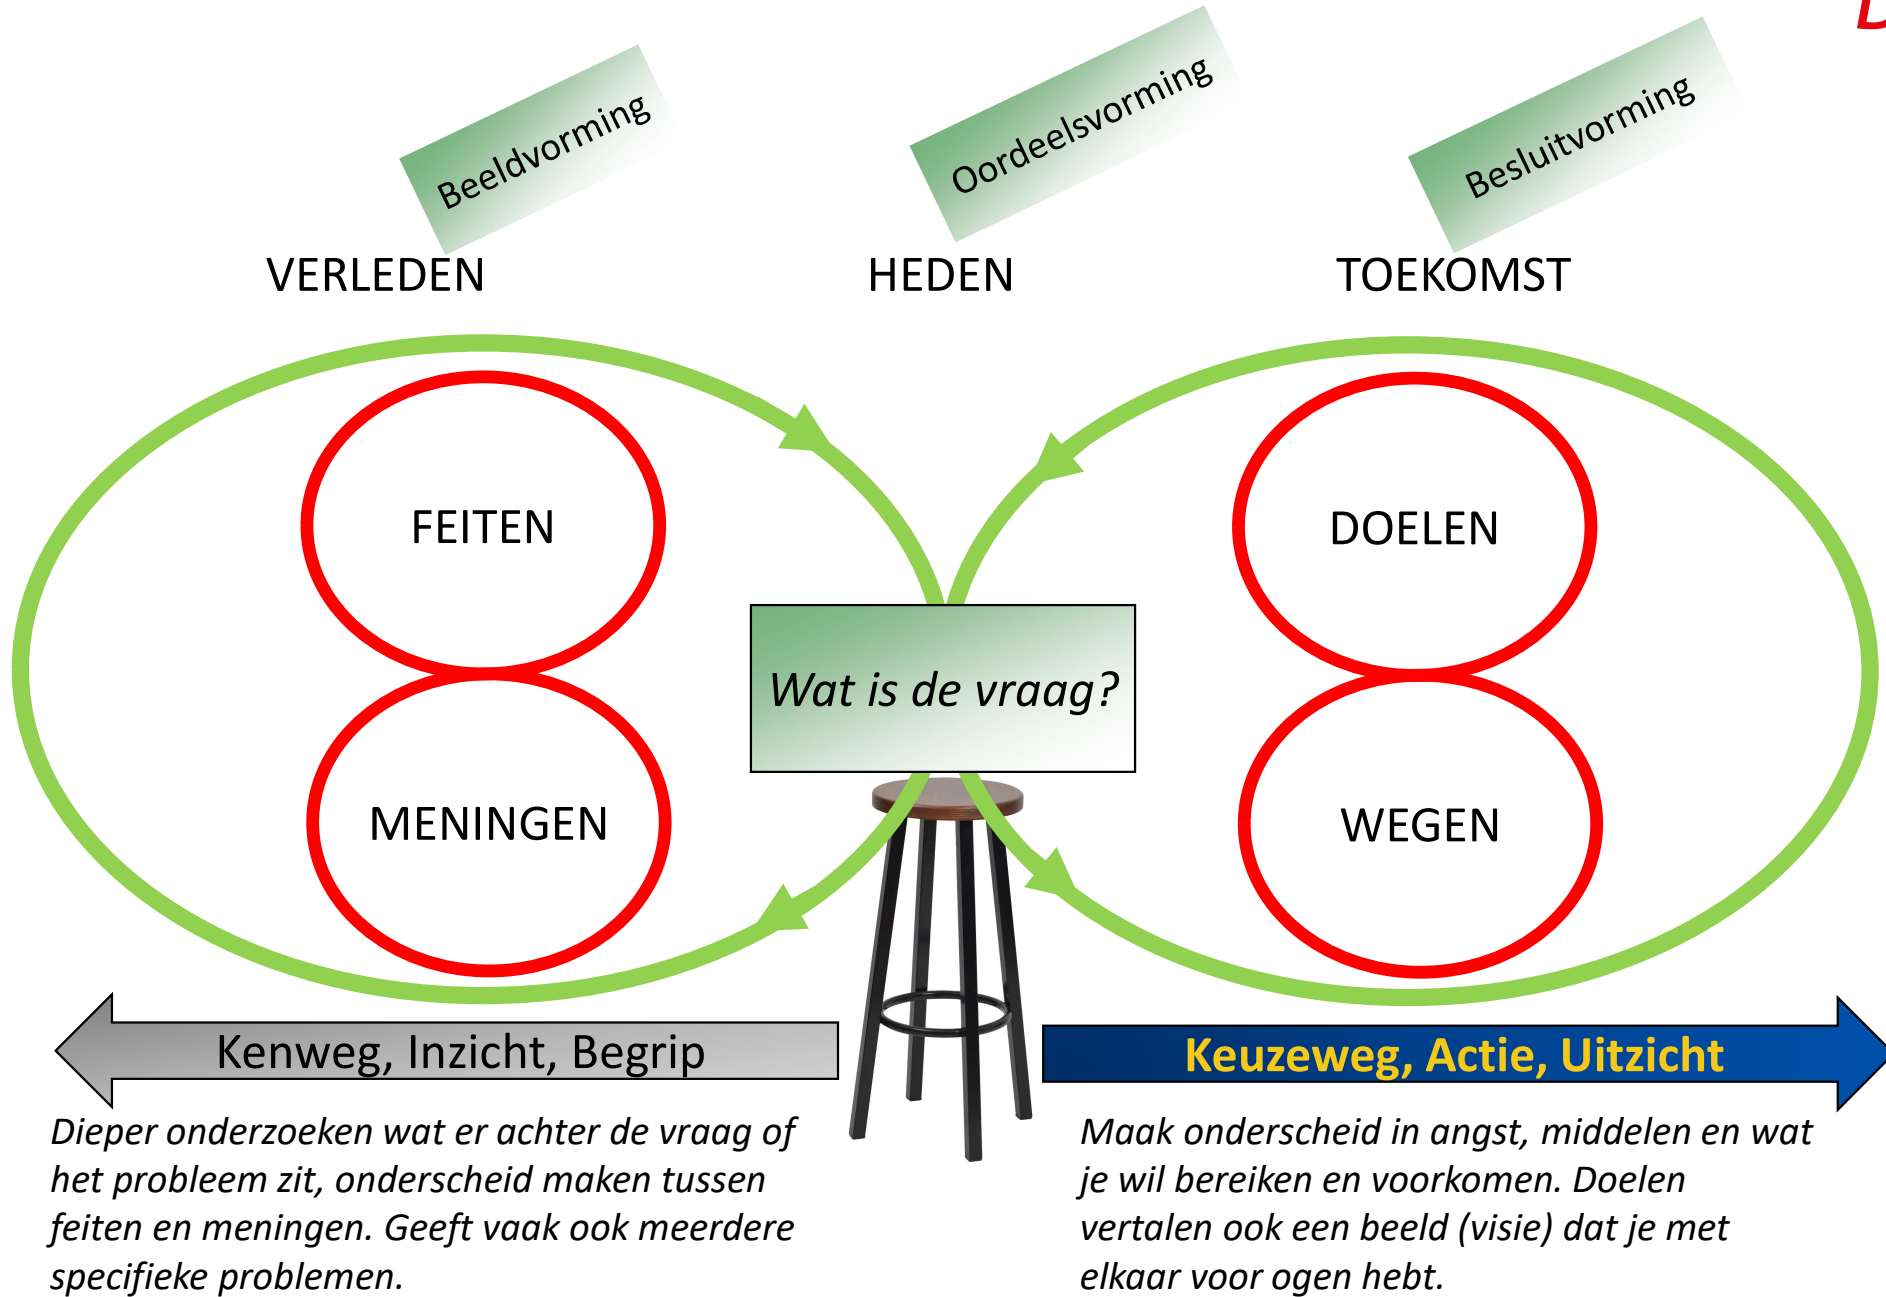 Beeldvorming
Oordeelsvorming
Besluitvorming
VERLEDEN
HEDEN
TOEKOMST
FEITEN
DOELEN
Wat is de vraag?
MENINGEN
WEGEN
Kenweg, Inzicht, Begrip
Keuzeweg, Actie, Uitzicht
Dieper onderzoeken wat er achter de vraag of
het probleem zit, onderscheid maken tussen
feiten en meningen. Geeft vaak ook meerdere
specifieke problemen.
Maak onderscheid in angst, middelen en wat
je wil bereiken en voorkomen. Doelen
vertalen ook een beeld (visie) dat je met
elkaar voor ogen hebt.